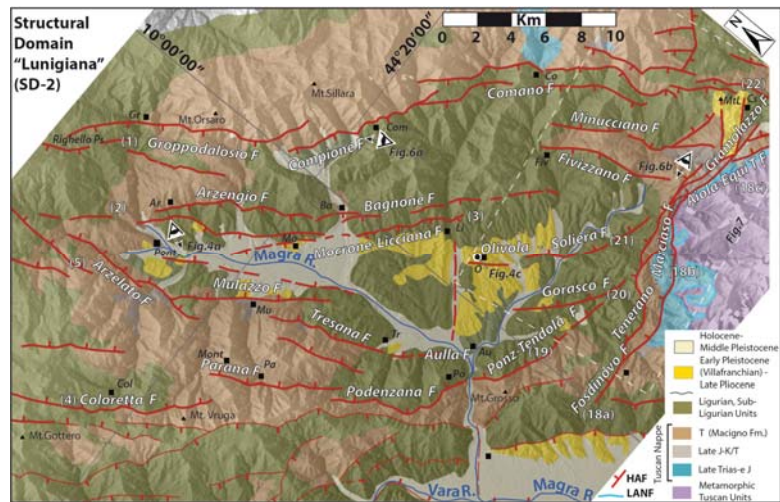 Structural
Domain
"Lunigiana"
(SD-2)
10°00'00"
44°20'00"
Km
0 2 4 6 8 10
N
Mt.Sillara
Mt.Orsaro
Co
Comano F
(22)
Mt.L
Gr
Com
Minucciano F
Gramolazzo F
Righello Ps.
(1)
Groppodalosio F
Compione F
Fig.6a
Fivizzano F
Fig.6b
Aiola-Equi T.F
(18c)
Arzengio F
Ar
(2)
Bagnone F
Ba
(3)
Soliera F
(21)
Pont
Fig.4a
Macrone-Licciana F
Olivola
Fig.4c
Marciaso F
Fig.7
Magra R.
(5)
Arzelato F
Mulazzo F
Mu
Gorasco F
(20)
Tenerano
18b
Tresana F
Tr
Aulla F
Au
Ponz Tendola F
(19)
Mont
Pa
Parana F
Col
Po
Podenzana F
Mt.Grosso
Fosdinovo F
(4)
Coloretta F
Mt. Vruga
Mt.Gottero
(18a)
Vara R.
Magra R.
Holocene-
Middle Pleistocene
Early Pleistocene
(Villafranchian) -
Late Pliocene
Ligurian, Sub-
Ligurian Units
Tuscan Nappe
T (Macigno Fm.)
Late J-K/T
Late Trias-e J
Metamorphic
Tuscan Units
HAF
LANF